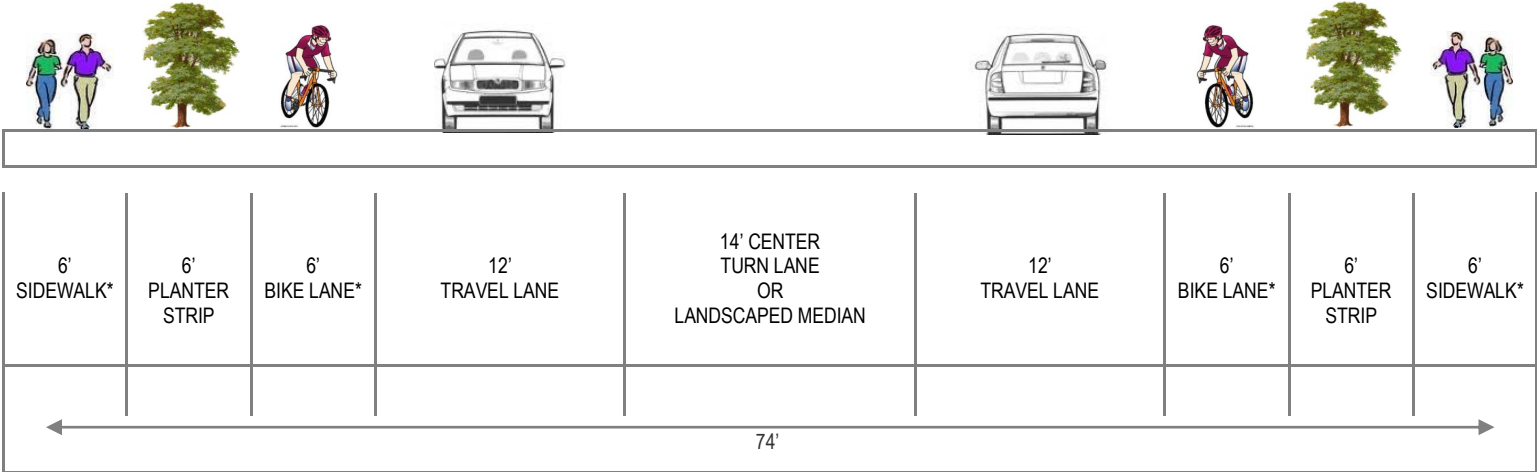 6’
SIDEWALK*
6’
PLANTER
STRIP
6’
BIKE LANE*
12’
TRAVEL LANE
14’ CENTER
TURN LANE
OR
LANDSCAPED MEDIAN
12’
TRAVEL LANE
6’
BIKE LANE*
6’
PLANTER
STRIP
6’
SIDEWALK*
74’